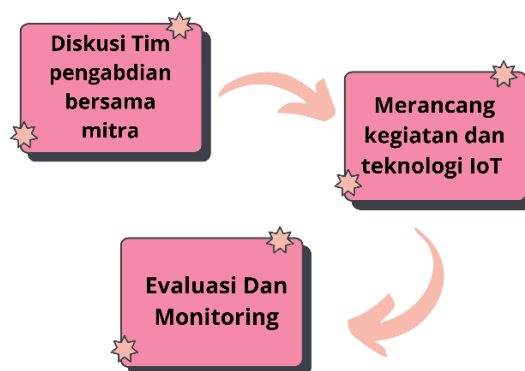 Diskusi Tim
pengabdian
bersama
mitra
Merancang
kegiatan dan
teknologi IoT
Evaluasi Dan
Monitoring